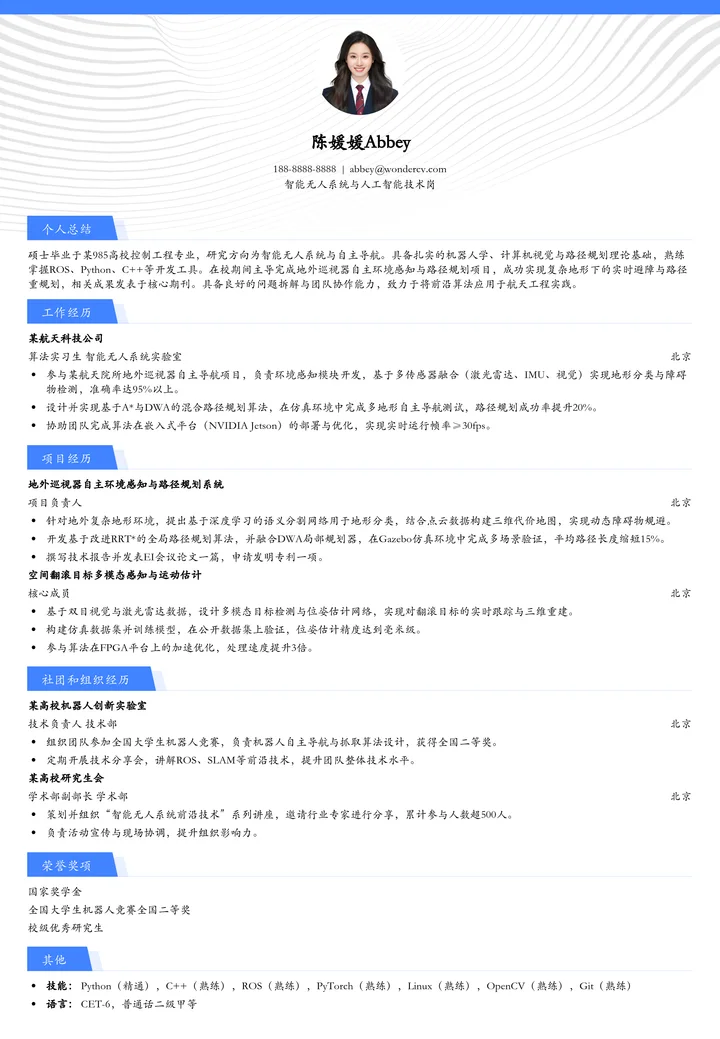 陈媛媛Abbey
188-8888-8888 | abbey@wondercv.com
智能无人系统与人工智能技术岗
个人总结
硕士毕业于某985高校控制工程专业，研究方向为智能无人系统与自主导航。具备扎实的机器人学、计算机视觉与路径规划理论基础，熟练
掌握ROS、Python、C++等开发工具。在校期间主导完成地外巡视器自主环境感知与路径规划项目，成功实现复杂地形下的实时避障与路径
重规划，相关成果发表于核心期刊。具备良好的问题拆解与团队协作能力，致力于将前沿算法应用于航天工程实践。
工作经历
某航天科技公司
算法实习生 智能无人系统实验室 北京
• 参与某航天院所地外巡视器自主导航项目，负责环境感知模块开发，基于多传感器融合（激光雷达、IMU、视觉）实现地形分类与障碍
物检测，准确率达95%以上。
• 设计并实现基于A*与DWA的混合路径规划算法，在仿真环境中完成多地形自主导航测试，路径规划成功率提升20%。
• 协助团队完成算法在嵌入式平台（NVIDIA Jetson）的部署与优化，实现实时运行帧率≥30fps。
项目经历
地外巡视器自主环境感知与路径规划系统
项目负责人 北京
• 针对地外复杂地形环境，提出基于深度学习的语义分割网络用于地形分类，结合点云数据构建三维代价地图，实现动态障碍物规避。
• 开发基于改进RRT*的全局路径规划算法，并融合DWA局部规划器，在Gazebo仿真环境中完成多场景验证，平均路径长度缩短15%。
• 撰写技术报告并发表EI会议论文一篇，申请发明专利一项。
空间翻滚目标多模态感知与运动估计
核心成员 北京
• 基于双目视觉与激光雷达数据，设计多模态目标检测与位姿估计网络，实现对翻滚目标的实时跟踪与三维重建。
• 构建仿真数据集并训练模型，在公开数据集上验证，位姿估计精度达到毫米级。
• 参与算法在FPGA平台上的加速优化，处理速度提升3倍。
社团和组织经历
某高校机器人创新实验室
技术负责人 技术部 北京
• 组织团队参加全国大学生机器人竞赛，负责机器人自主导航与抓取算法设计，获得全国二等奖。
• 定期开展技术分享会，讲解ROS、SLAM等前沿技术，提升团队整体技术水平。
某高校研究生会
学术部副部长 学术部 北京
• 策划并组织“智能无人系统前沿技术”系列讲座，邀请行业专家进行分享，累计参与人数超500人。
• 负责活动宣传与现场协调，提升组织影响力。
荣誉奖项
国家奖学金
全国大学生机器人竞赛全国二等奖
校级优秀研究生
其他
• 技能： Python（精通），C++（熟练），ROS（熟练），PyTorch（熟练），Linux（熟练），OpenCV（熟练），Git（熟练）
• 语言： CET-6，普通话二级甲等